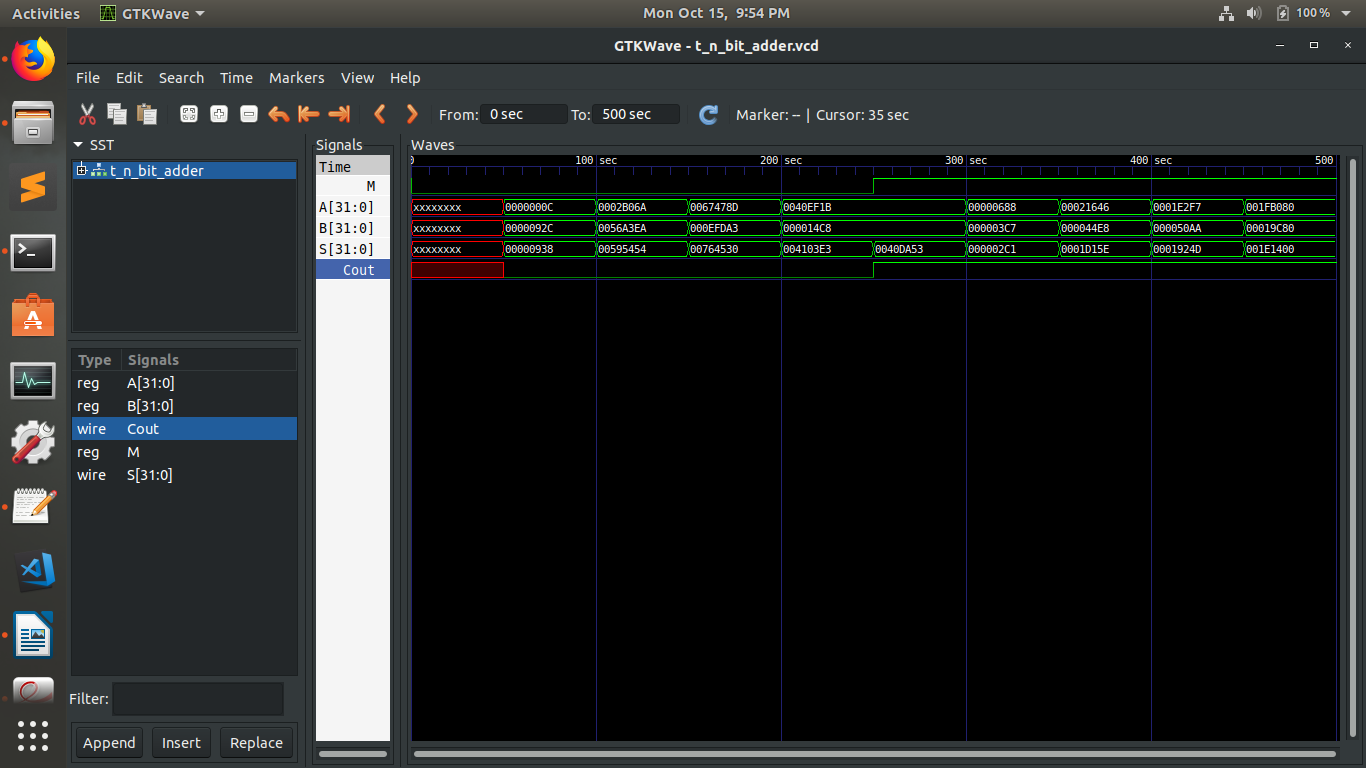 Activities GTKWave Mon Oct 15, 9:54 PM 100 %
GTKWave - t_n_bit_adder.vcd
File Edit Search Time Markers View Help
From: 0 sec To: 500 sec Marker: -- | Cursor: 35 sec
SST
t_n_bit_adder
Type Signals
reg A[31:0]
reg B[31:0]
wire Cout
reg M
wire S[31:0]
Filter:
Append Insert Replace
Signals
Time
M
A[31:0]
B[31:0]
S[31:0]
Cout
Waves
0 100 sec 200 sec 300 sec 400 sec 500
xxxxxxxx 0000000C 0002B06A 0067478D 0040EF1B 00000688 00021646 0001E2F7 001FB080
xxxxxxxx 0000092C 0056A3EA 000EFDA3 000014C8 000003C7 000044E8 000050AA 00019C80
xxxxxxxx 00000938 00595454 00764530 004103E3 0040DA53 000002C1 0001D15E 0001924D 001E1400